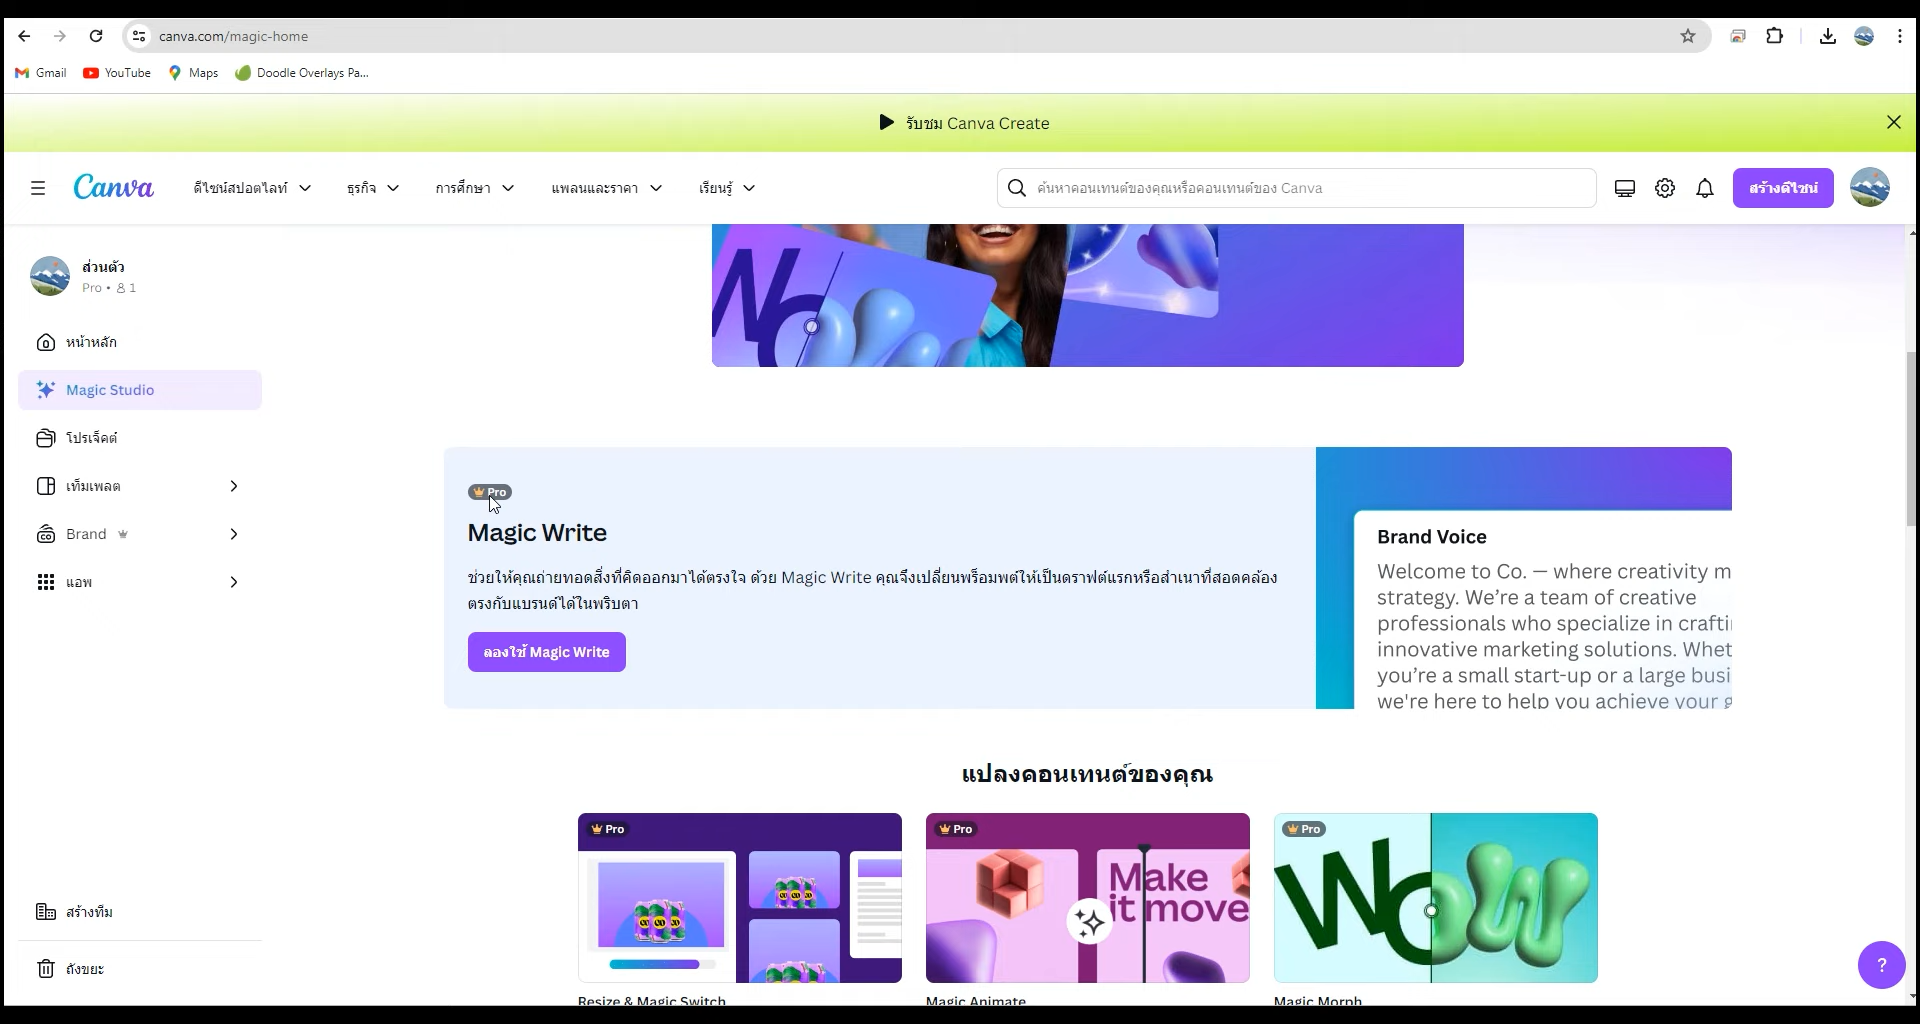 canva.com/magic-home
Gmail YouTube Maps Doodle Overlays Pa...
รับชม Canva Create
Canva ดีไซน์สปอตไลท์ ธุรกิจ การศึกษา แพลนและราคา เรียนรู้ ค้นหาคอนเทนต์ของคุณหรือคอนเทนต์ของ Canva สร้างดีไซน์
ส่วนตัว
Pro • 1
หน้าหลัก
Magic Studio
โปรเจ็คต์
เท็มเพลต
Brand
แอพ
สร้างทีม
ถังขยะ
WO
Pro
Magic Write
ช่วยให้คุณถ่ายทอดสิ่งที่คิดออกมาได้ตรงใจ ด้วย Magic Write คุณจึงเปลี่ยนพร็อมพต์ให้เป็นดราฟต์แรกหรือสำเนาที่สอดคล้อง
ตรงกับแบรนด์ได้ในพริบตา
ลองใช้ Magic Write
Brand Voice
Welcome to Co. — where creativity m
strategy. We're a team of creative
professionals who specialize in crafti
innovative marketing solutions. Whet
you're a small start-up or a large busi
we're here to help you achieve your g
แปลงคอนเทนต์ของคุณ
Pro
Pro
Make
it move
Pro
WOW
Resize & Magic Switch
Magic Animate
Magic Morph
?